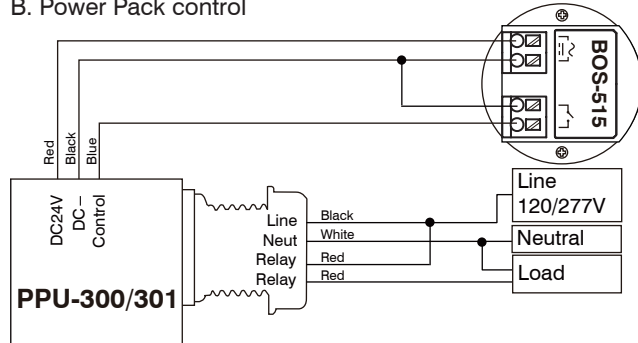 B. Power Pack control
BOS-515
Red
Black
Blue
DC24V
DC –
Control
PPU-300/301
Line
Neut
Relay
Relay
Black
White
Red
Red
Line
120/277V
Neutral
Load